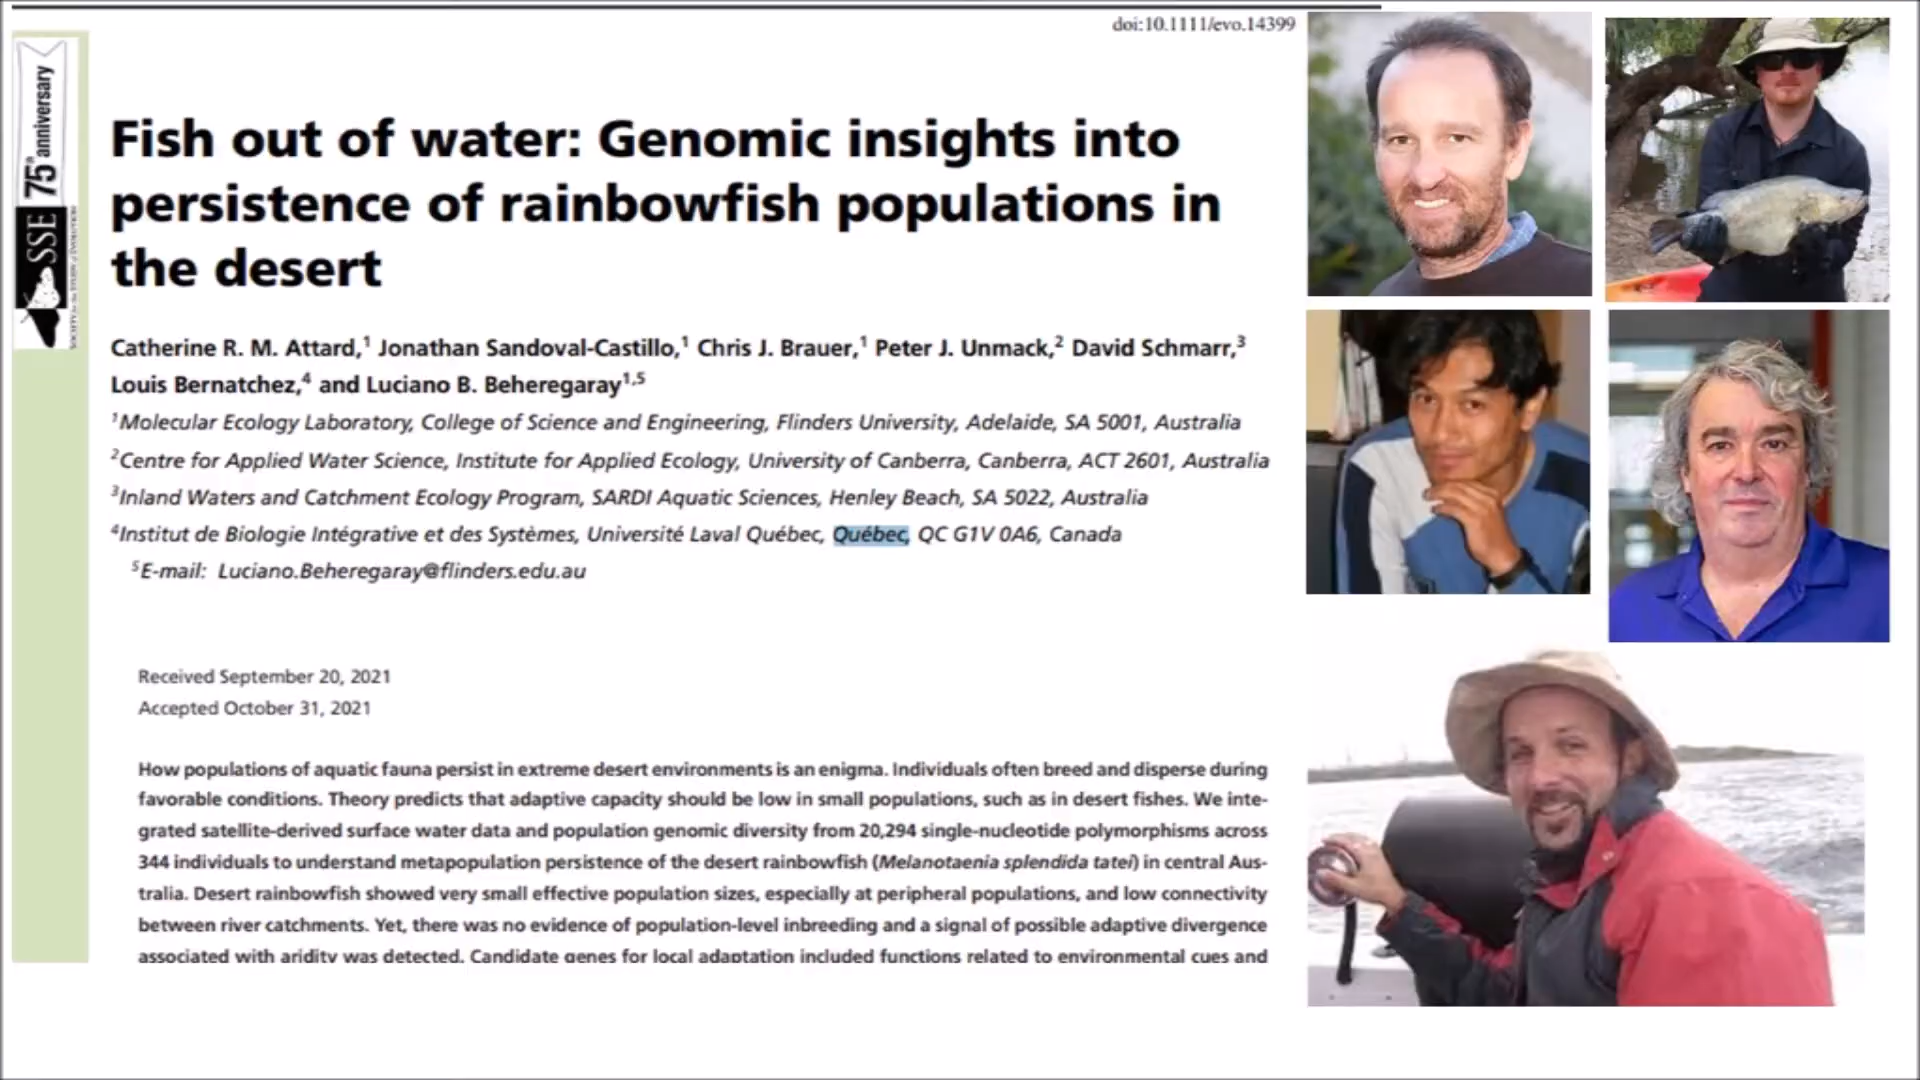 doi:10.1111/evo.14399
75th anniversary
SSE
Fish out of water: Genomic insights into
persistence of rainbowfish populations in
the desert
Catherine R. M. Attard,1 Jonathan Sandoval-Castillo,1 Chris J. Brauer,1 Peter J. Unmack,2 David Schmarr,3
Louis Bernatchez,4 and Luciano B. Beheregaray1,5
1Molecular Ecology Laboratory, College of Science and Engineering, Flinders University, Adelaide, SA 5001, Australia
2Centre for Applied Water Science, Institute for Applied Ecology, University of Canberra, Canberra, ACT 2601, Australia
3Inland Waters and Catchment Ecology Program, SARDI Aquatic Sciences, Henley Beach, SA 5022, Australia
4Institut de Biologie Intégrative et des Systèmes, Université Laval Québec, Québec, QC G1V 0A6, Canada
5E-mail: Luciano.Beheregaray@flinders.edu.au
Received September 20, 2021
Accepted October 31, 2021
How populations of aquatic fauna persist in extreme desert environments is an enigma. Individuals often breed and disperse during
favorable conditions. Theory predicts that adaptive capacity should be low in small populations, such as in desert fishes. We inte-
grated satellite-derived surface water data and population genomic diversity from 20,294 single-nucleotide polymorphisms across
344 individuals to understand metapopulation persistence of the desert rainbowfish (Melanotaenia splendida tatei) in central Aus-
tralia. Desert rainbowfish showed very small effective population sizes, especially at peripheral populations, and low connectivity
between river catchments. Yet, there was no evidence of population-level inbreeding and a signal of possible adaptive divergence
associated with aridity was detected. Candidate genes for local adaptation included functions related to environmental cues and